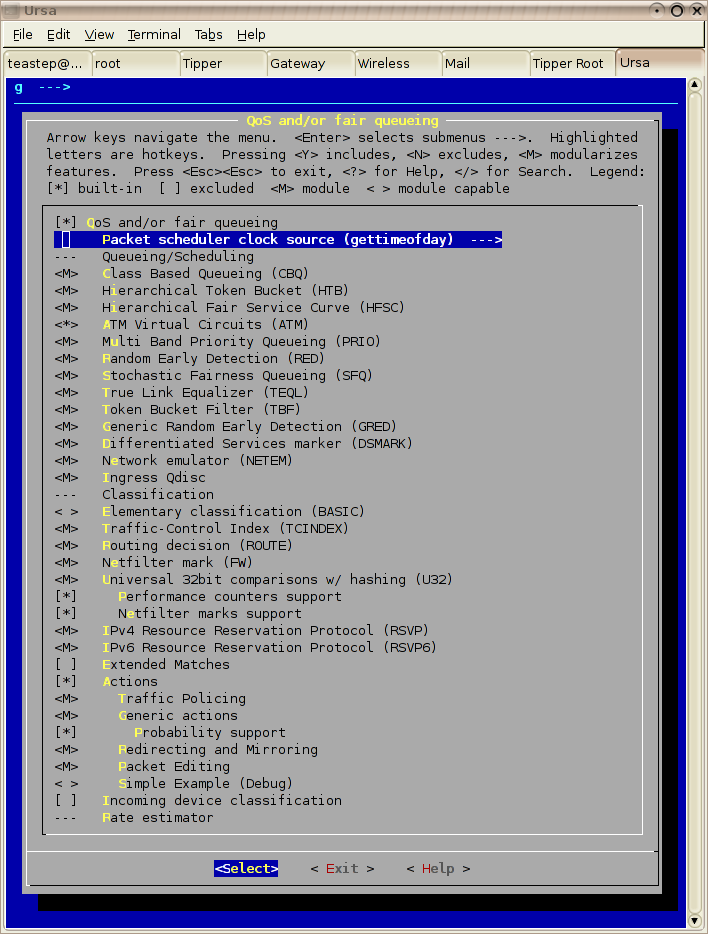 Ursa
File Edit View Terminal Tabs Help
teastep@... root Tipper Gateway Wireless Mail Tipper Root Ursa
g --->
QoS and/or fair queueing
Arrow keys navigate the menu. <Enter> selects submenus --->. Highlighted
letters are hotkeys. Pressing <Y> includes, <N> excludes, <M> modularizes
features. Press <Esc><Esc> to exit, <?> for Help, </> for Search. Legend:
[*] built-in [ ] excluded <M> module < > module capable
[*] QoS and/or fair queueing
Packet scheduler clock source (gettimeofday) --->
--- Queueing/Scheduling
<M> Class Based Queueing (CBQ)
<M> Hierarchical Token Bucket (HTB)
<M> Hierarchical Fair Service Curve (HFSC)
<*> ATM Virtual Circuits (ATM)
<M> Multi Band Priority Queueing (PRIO)
<M> Random Early Detection (RED)
<M> Stochastic Fairness Queueing (SFQ)
<M> True Link Equalizer (TEQL)
<M> Token Bucket Filter (TBF)
<M> Generic Random Early Detection (GRED)
<M> Differentiated Services marker (DSMARK)
<M> Network emulator (NETEM)
<M> Ingress Qdisc
--- Classification
< > Elementary classification (BASIC)
<M> Traffic-Control Index (TCINDEX)
<M> Routing decision (ROUTE)
<M> Netfilter mark (FW)
<M> Universal 32bit comparisons w/ hashing (U32)
[*] Performance counters support
[*] Netfilter marks support
<M> IPv4 Resource Reservation Protocol (RSVP)
<M> IPv6 Resource Reservation Protocol (RSVP6)
[ ] Extended Matches
[*] Actions
<M> Traffic Policing
<M> Generic actions
[*] Probability support
<M> Redirecting and Mirroring
<M> Packet Editing
< > Simple Example (Debug)
[ ] Incoming device classification
--- Rate estimator
<Select> < Exit > < Help >